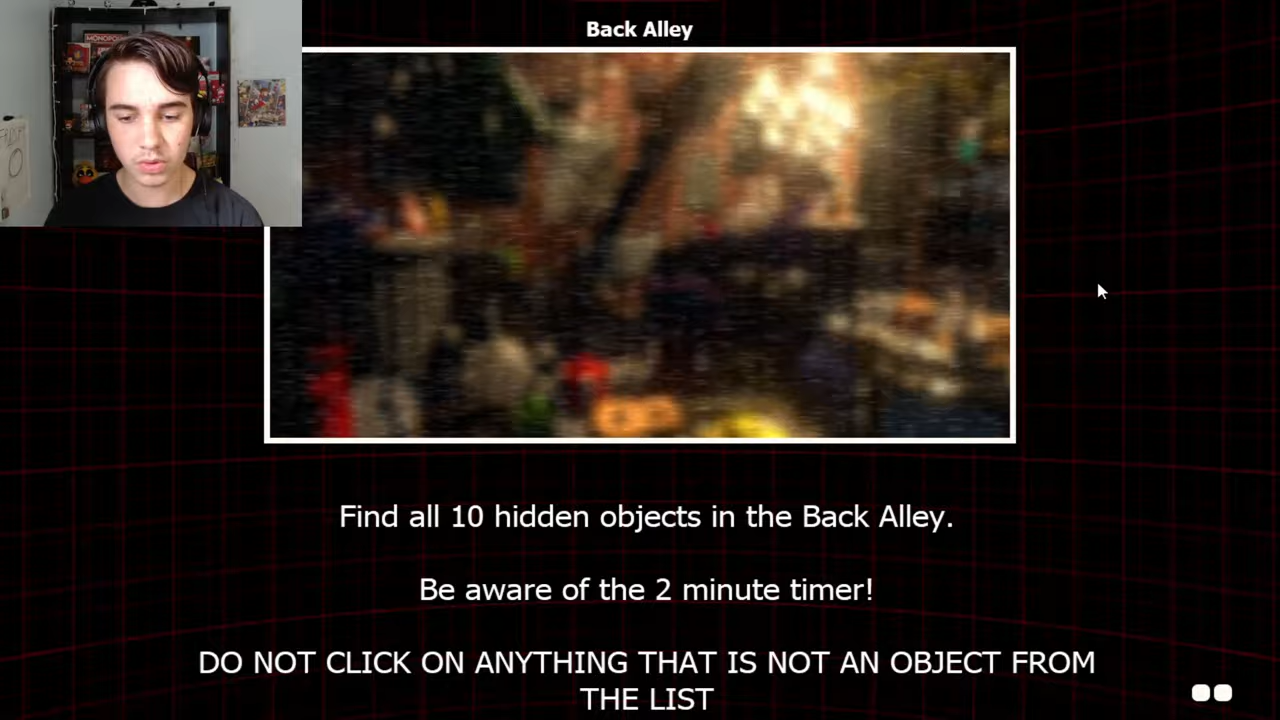 Back Alley
MONOPOLY
Find all 10 hidden objects in the Back Alley.
Be aware of the 2 minute timer!
DO NOT CLICK ON ANYTHING THAT IS NOT AN OBJECT FROM
THE LIST